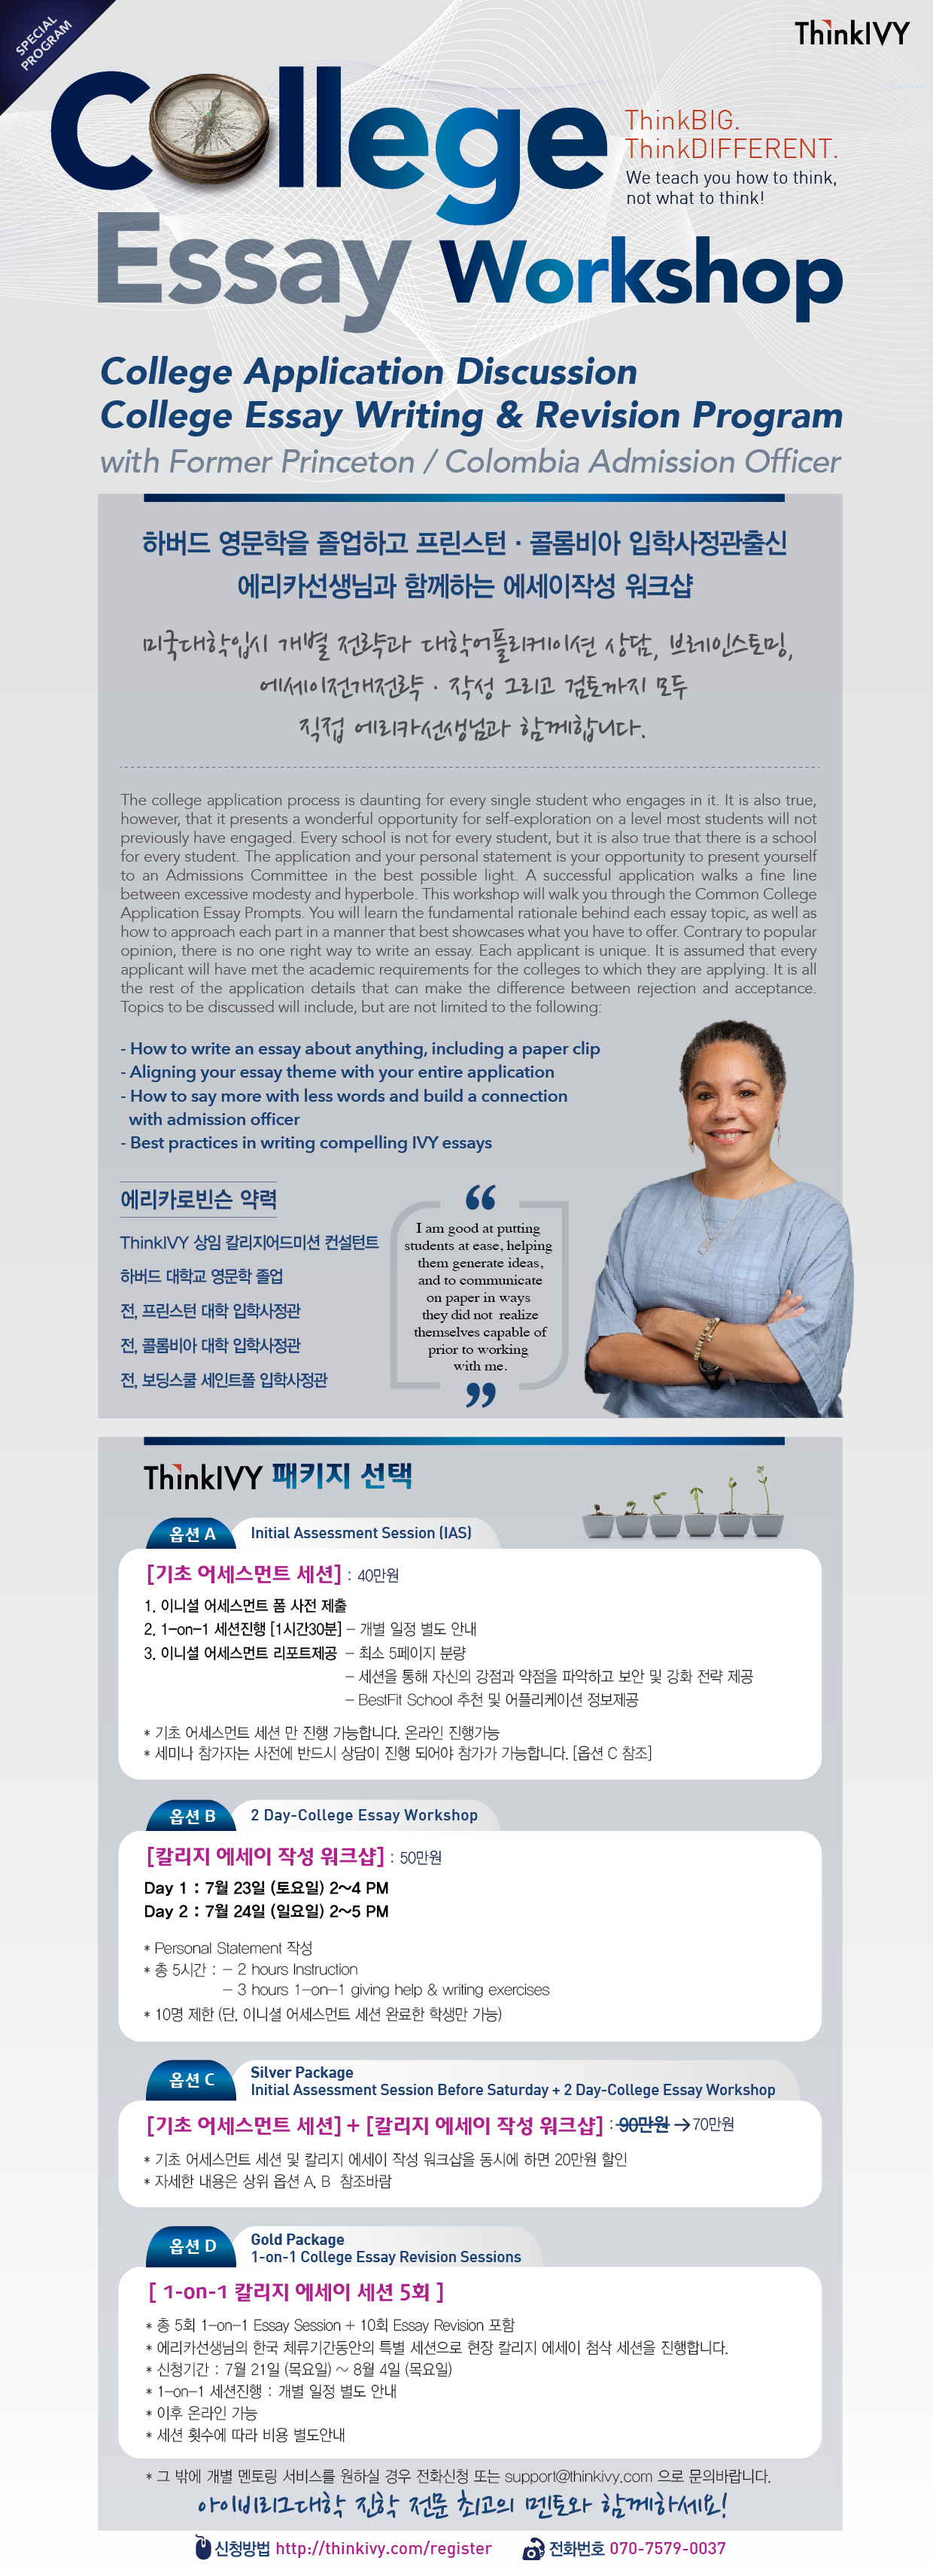 SPECIAL
PROGRAM
ThinkIVY
College
ThinkBIG.
ThinkDIFFERENT.
We teach you how to think,
not what to think!
Essay Workshop
College Application Discussion
College Essay Writing & Revision Program
with Former Princeton / Colombia Admission Officer
하버드 영문학을 졸업하고 프린스턴 · 콜롬비아 입학사정관출신
에리카선생님과 함께하는 에세이작성 워크샵
미국대학입시 개별 전략과 대학어플리케이션 상담, 브레인스토밍,
에세이전개전략 · 작성 그리고 검토까지 모두
직접 에리카선생님과 함께합니다.
The college application process is daunting for every single student who engages in it. It is also true,
however, that it presents a wonderful opportunity for self-exploration on a level most students will not
previously have engaged. Every school is not for every student, but it is also true that there is a school
for every student. The application and your personal statement is your opportunity to present yourself
to an Admissions Committee in the best possible light. A successful application walks a fine line
between excessive modesty and hyperbole. This workshop will walk you through the Common College
Application Essay Prompts. You will learn the fundamental rationale behind each essay topic, as well as
how to approach each part in a manner that best showcases what you have to offer. Contrary to popular
opinion, there is no one right way to write an essay. Each applicant is unique. It is assumed that every
applicant will have met the academic requirements for the colleges to which they are applying. It is all
the rest of the application details that can make the difference between rejection and acceptance.
Topics to be discussed will include, but are not limited to the following:
- How to write an essay about anything, including a paper clip
- Aligning your essay theme with your entire application
- How to say more with less words and build a connection
with admission officer
- Best practices in writing compelling IVY essays
에리카로빈슨 약력
ThinkIVY 상임 칼리지어드미션 컨설턴트
하버드 대학교 영문학 졸업
전, 프린스턴 대학 입학사정관
전, 콜롬비아 대학 입학사정관
전, 보딩스쿨 세인트폴 입학사정관
“
I am good at putting
students at ease, helping
them generate ideas,
and to communicate
on paper in ways
they did not realize
themselves capable of
prior to working
with me.
”
ThinkIVY 패키지 선택
옵션 A Initial Assessment Session (IAS)
[기초 어세스먼트 세션] : 40만원
1. 이니셜 어세스먼트 폼 사전 제출
2. 1-on-1 세션진행 [1시간30분] – 개별 일정 별도 안내
3. 이니셜 어세스먼트 리포트제공 – 최소 5페이지 분량
– 세션을 통해 자신의 강점과 약점을 파악하고 보안 및 강화 전략 제공
– BestFit School 추천 및 어플리케이션 정보제공
* 기초 어세스먼트 세션 만 진행 가능합니다. 온라인 진행가능
* 세미나 참가자는 사전에 반드시 상담이 진행 되어야 참가가 가능합니다. [옵션 C 참조]
옵션 B 2 Day-College Essay Workshop
[칼리지 에세이 작성 워크샵] : 50만원
Day 1 : 7월 23일 (토요일) 2~4 PM
Day 2 : 7월 24일 (일요일) 2~5 PM
* Personal Statement 작성
* 총 5시간 : – 2 hours Instruction
– 3 hours 1-on-1 giving help & writing exercises
* 10명 제한 (단, 이니셜 어세스먼트 세션 완료한 학생만 가능)
옵션 C Silver Package
Initial Assessment Session Before Saturday + 2 Day-College Essay Workshop
[기초 어세스먼트 세션] + [칼리지 에세이 작성 워크샵] : 90만원 → 70만원
* 기초 어세스먼트 세션 및 칼리지 에세이 작성 워크샵을 동시에 하면 20만원 할인
* 자세한 내용은 상위 옵션 A, B 참조바람
옵션 D Gold Package
1-on-1 College Essay Revision Sessions
[ 1-on-1 칼리지 에세이 세션 5회 ]
* 총 5회 1-on-1 Essay Session + 10회 Essay Revision 포함
* 에리카선생님의 한국 체류기간동안의 특별 세션으로 현장 칼리지 에세이 첨삭 세션을 진행합니다.
* 신청기간 : 7월 21일 (목요일) ~ 8월 4일 (목요일)
* 1-on-1 세션진행 : 개별 일정 별도 안내
* 이후 온라인 가능
* 세션 횟수에 따라 비용 별도안내
* 그 밖에 개별 멘토링 서비스를 원하실 경우 전화신청 또는 support@thinkivy.com 으로 문의바랍니다.
아이비리그대학 진학 전문 최고의 멘토와 함께하세요!
신청방법 http://thinkivy.com/register 전화번호 070-7579-0037